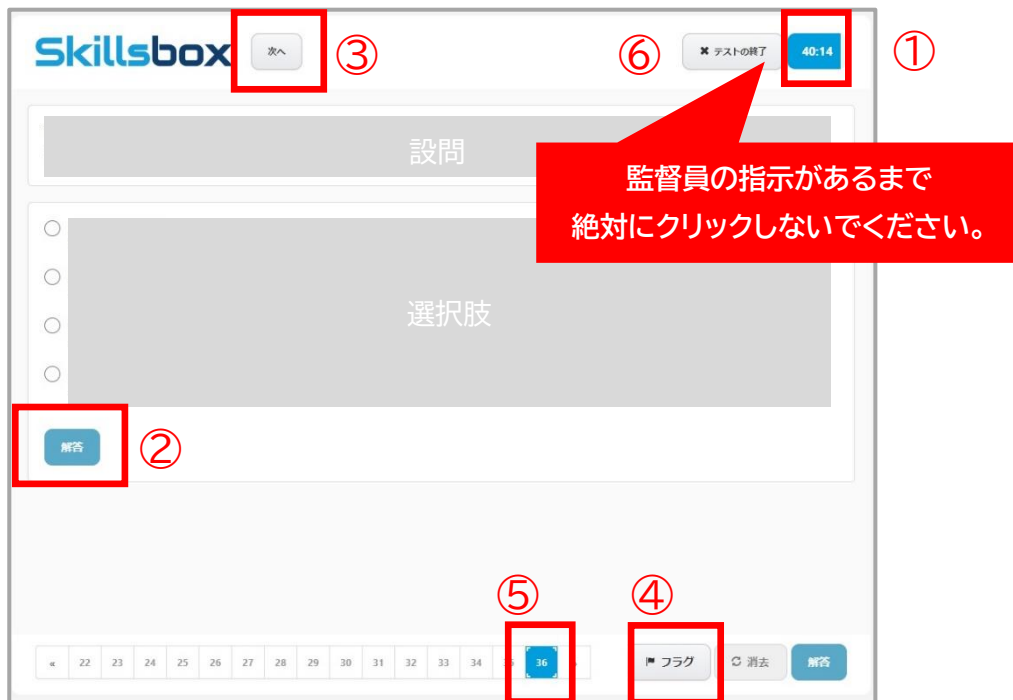 Skillsbox
次へ
③
⑥
✖ テストの終了
40:14
①
設問
監督員の指示があるまで
絶対にクリックしないでください。
選択肢
解答
②
⑤
④
« 22 23 24 25 26 27 28 29 30 31 32 33 34 36
フラグ
消去
解答